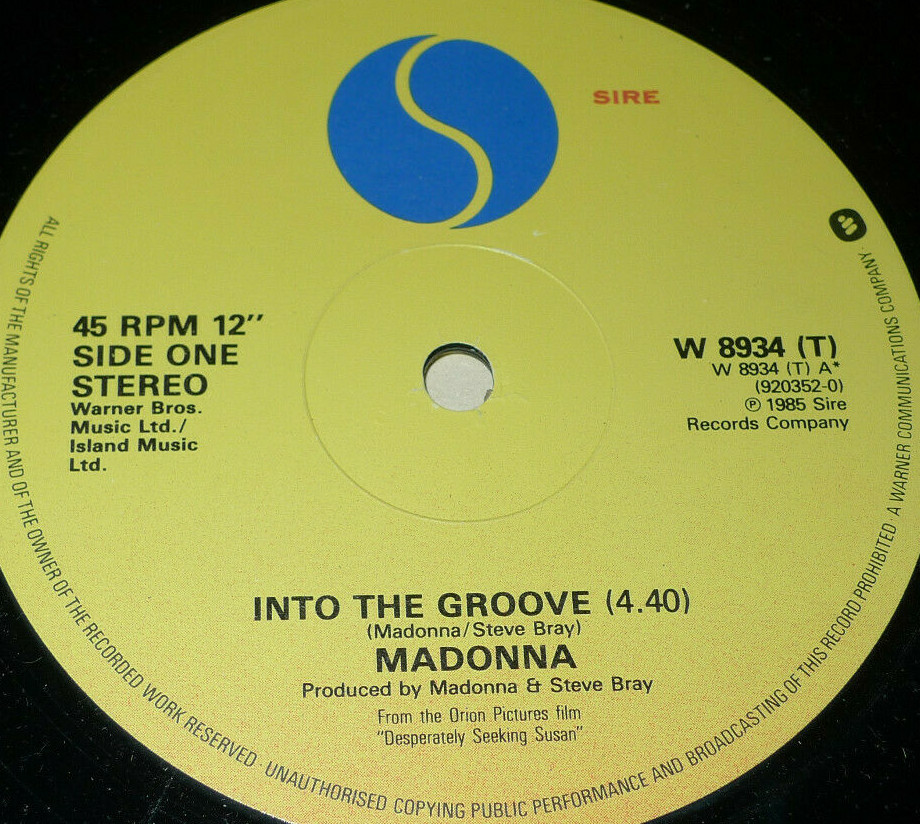 SIRE
45 RPM 12″
SIDE ONE
STEREO
Warner Bros.
Music Ltd./
Island Music
Ltd.
W 8934 (T)
W 8934 (T) A*
(920352-0)
℗ 1985 Sire
Records Company
INTO THE GROOVE (4.40)
(Madonna/Steve Bray)
MADONNA
Produced by Madonna & Steve Bray
From the Orion Pictures film
"Desperately Seeking Susan"
ALL RIGHTS OF THE MANUFACTURER AND OF THE OWNER OF THE RECORDED WORK RESERVED · UNAUTHORISED COPYING PUBLIC PERFORMANCE AND BROADCASTING OF THIS RECORD PROHIBITED · A WARNER COMMUNICATIONS COMPANY·